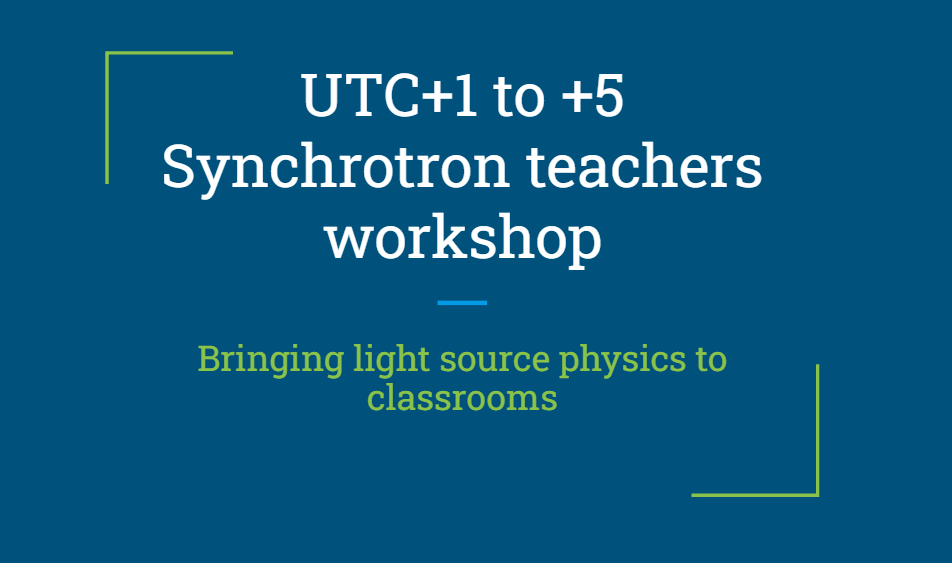 UTC+1 to +5
Synchrotron teachers
workshop
Bringing light source physics to
classrooms